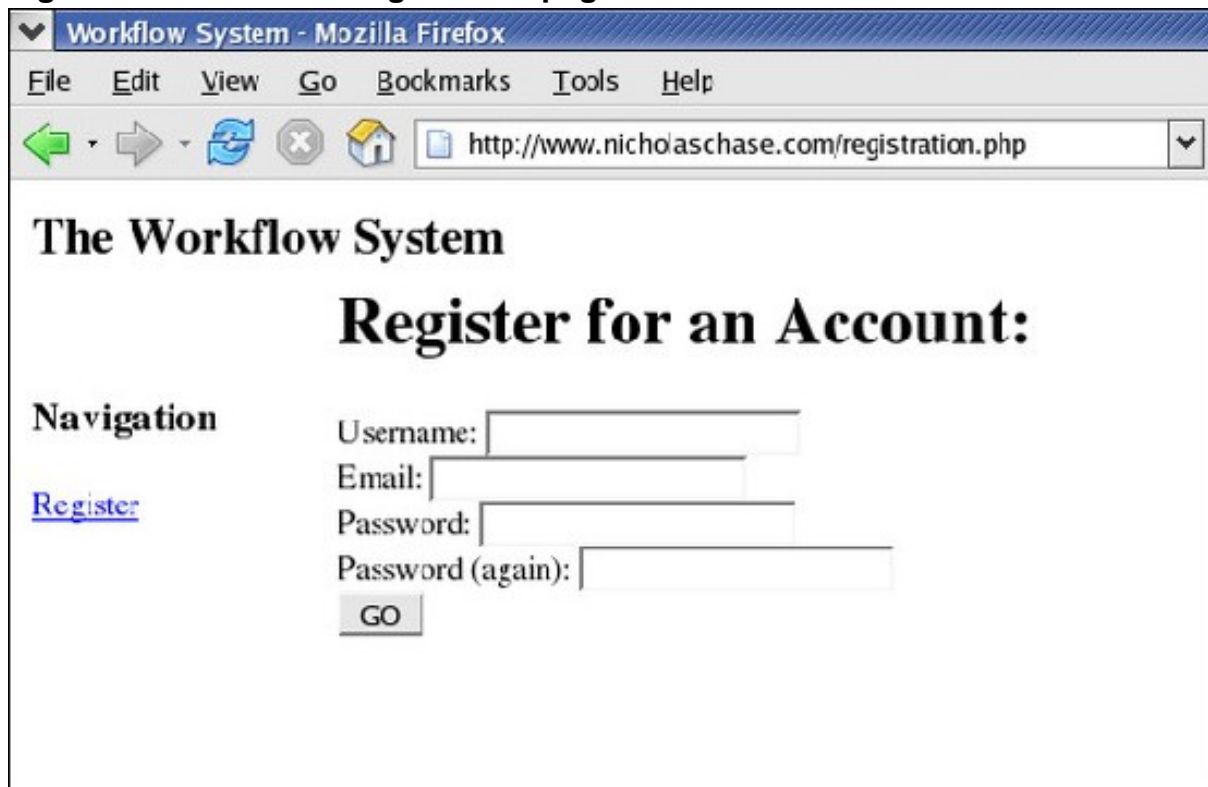 Workflow System - Mozilla Firefox
File Edit View Go Bookmarks Tools Help
http://www.nicholaschase.com/registration.php
The Workflow System
Register for an Account:
Navigation
Register
Username:
Email:
Password:
Password (again):
GO